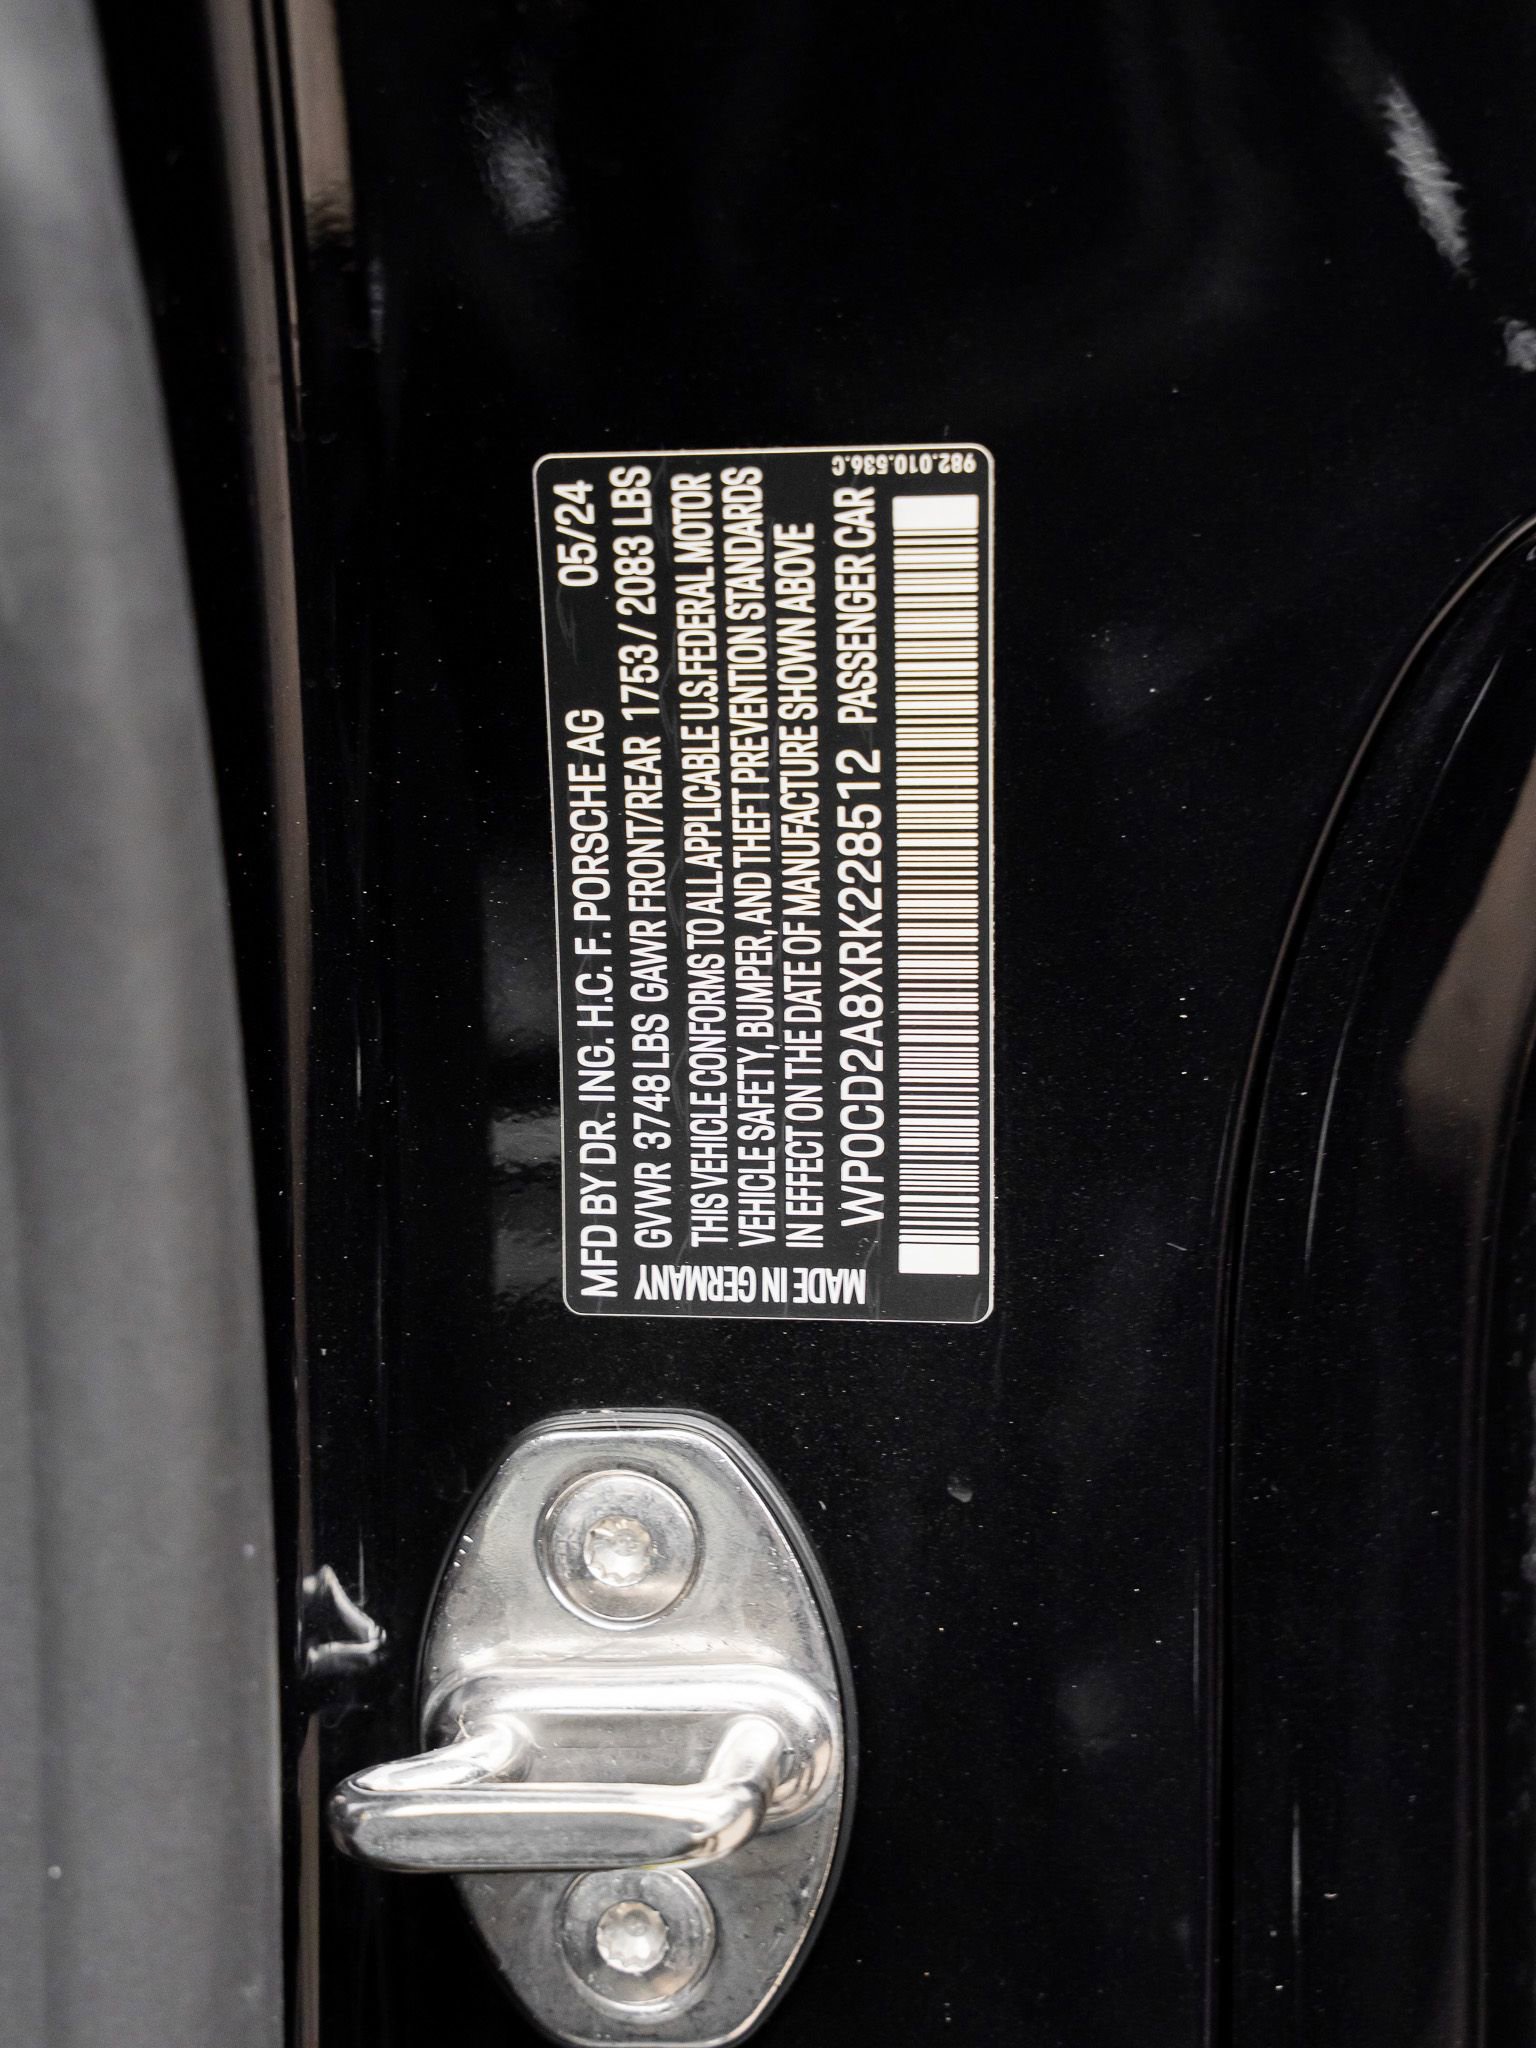 MFD BY DR. ING. H.C. F. PORSCHE AG 05/24
GVWR 3748 LBS GAWR FRONT/REAR 1753 / 2083 LBS
THIS VEHICLE CONFORMS TO ALL APPLICABLE U.S. FEDERAL MOTOR
VEHICLE SAFETY, BUMPER, AND THEFT PREVENTION STANDARDS
IN EFFECT ON THE DATE OF MANUFACTURE SHOWN ABOVE
WP0CD2A8XRK228512 PASSENGER CAR
MADE IN GERMANY
982.010.536.C